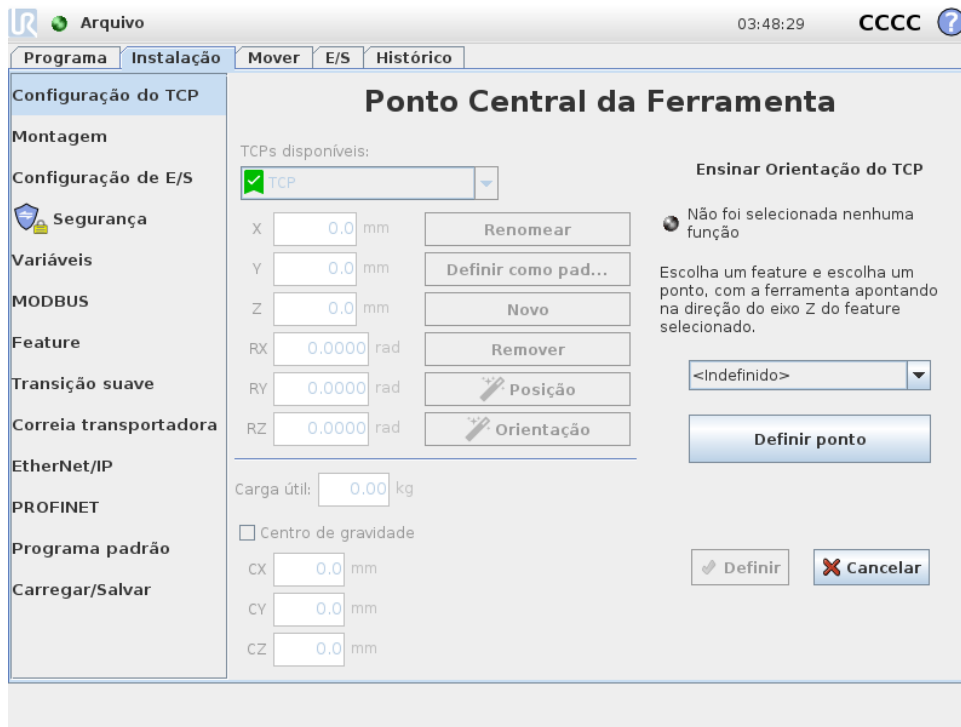 UR Arquivo 03:48:29 CCCC ?
Programa Instalação Mover E/S Histórico
Configuração do TCP
Montagem
Configuração de E/S
Segurança
Variáveis
MODBUS
Feature
Transição suave
Correia transportadora
EtherNet/IP
PROFINET
Programa padrão
Carregar/Salvar
Ponto Central da Ferramenta
TCPs disponíveis:
TCP
X 0.0 mm Renomear
Y 0.0 mm Definir como pad...
Z 0.0 mm Novo
RX 0.0000 rad Remover
RY 0.0000 rad Posição
RZ 0.0000 rad Orientação
Carga útil: 0.00 kg
Centro de gravidade
CX 0.0 mm
CY 0.0 mm
CZ 0.0 mm
Ensinar Orientação do TCP
Não foi selecionada nenhuma
função
Escolha um feature e escolha um
ponto, com a ferramenta apontando
na direção do eixo Z do feature
selecionado.
<Indefinido>
Definir ponto
Definir Cancelar